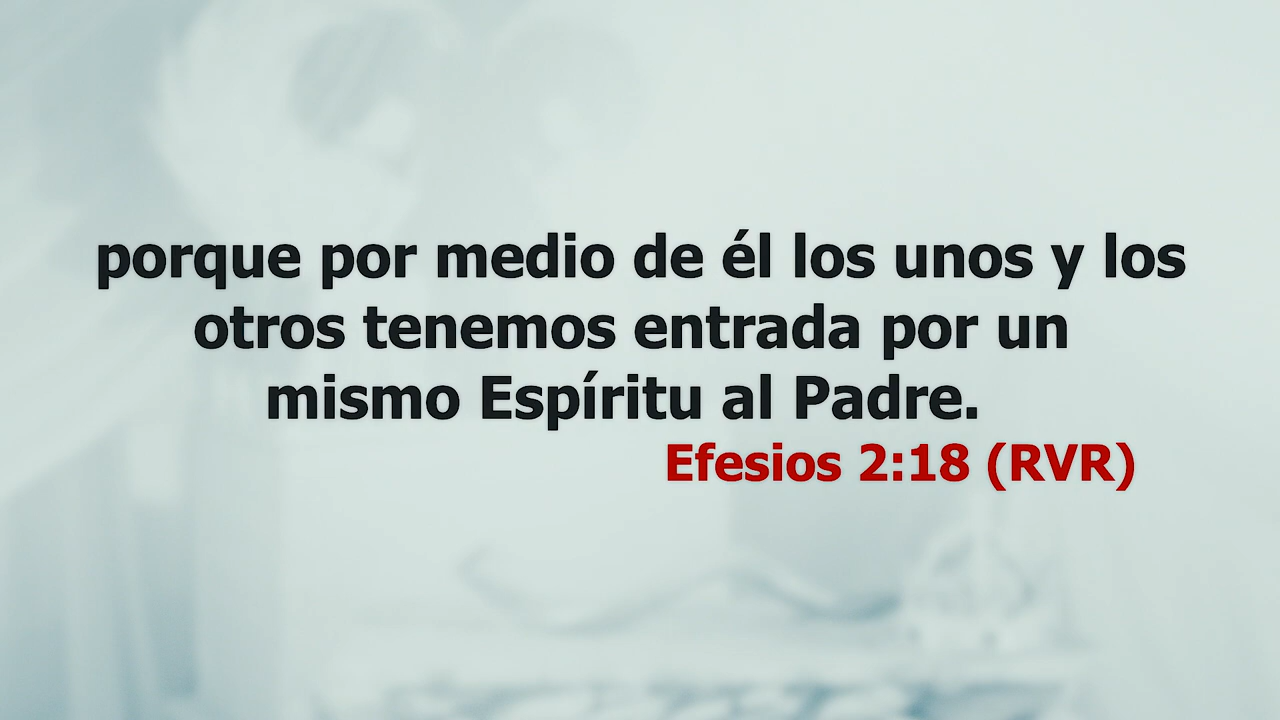 porque por medio de él los unos y los
otros tenemos entrada por un
mismo Espíritu al Padre.
Efesios 2:18 (RVR)